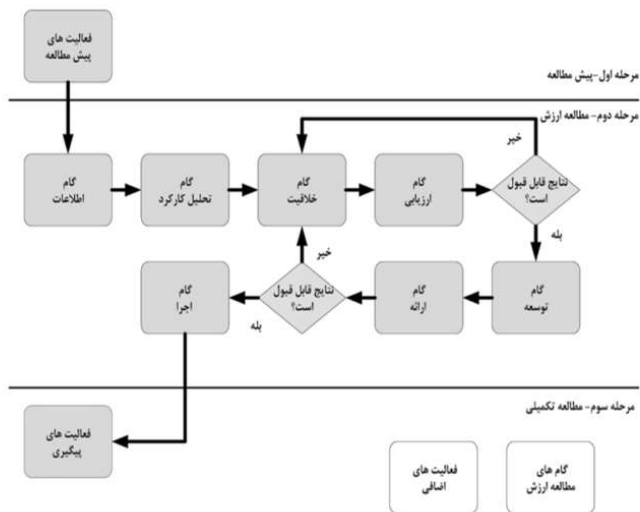 فعالیت های
پیش مطالعه
مرحله اول-پیش مطالعه
مرحله دوم- مطالعه ارزش
خیر
گام
اطلاعات
گام
تحلیل کارکرد
گام
خلاقیت
گام
ارزیابی
نتایج قابل قبول
است؟
بله
خیر
گام
اجرا
بله
نتایج قابل قبول
است؟
گام
ارائه
گام
توسعه
مرحله سوم- مطالعه تکمیلی
فعالیت های
پیگیری
فعالیت های
اضافی
گام های
مطالعه ارزش